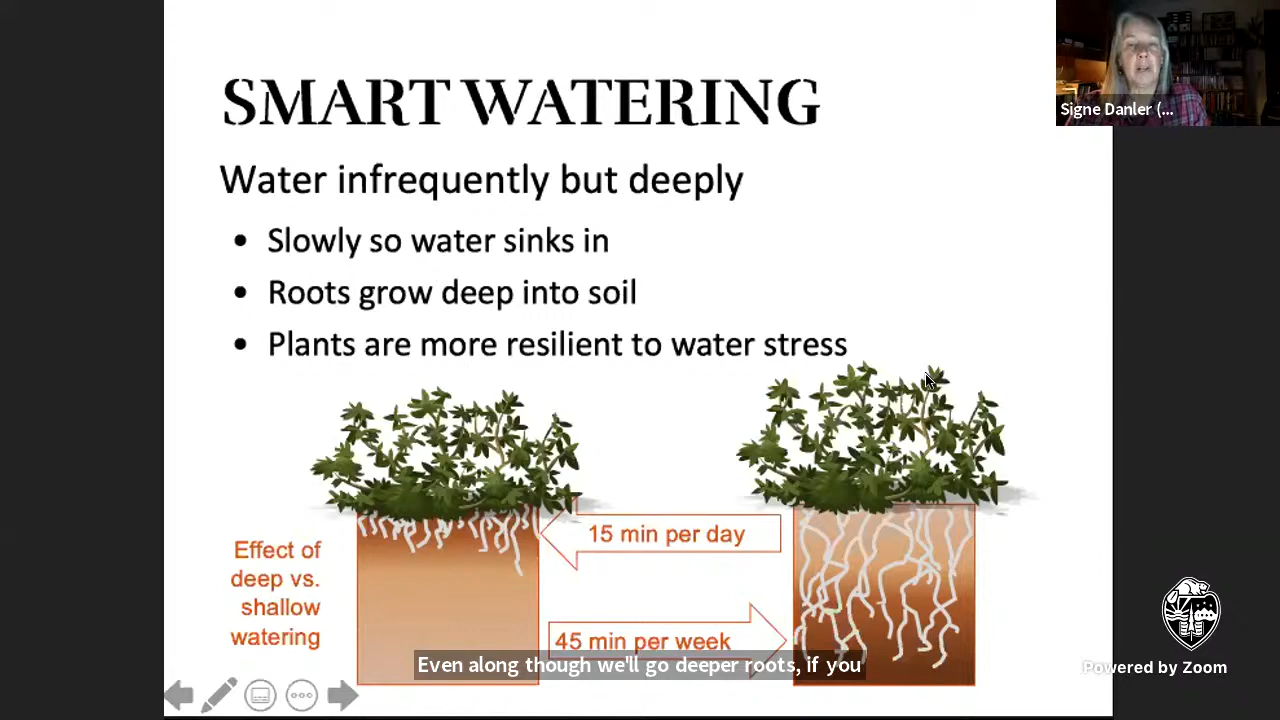 SMART WATERING
Signe Danler (...
Water infrequently but deeply
• Slowly so water sinks in
• Roots grow deep into soil
• Plants are more resilient to water stress
15 min per day
Effect of
deep vs.
shallow
watering
45 min per week
Even along though we'll go deeper roots, if you
Powered by Zoom